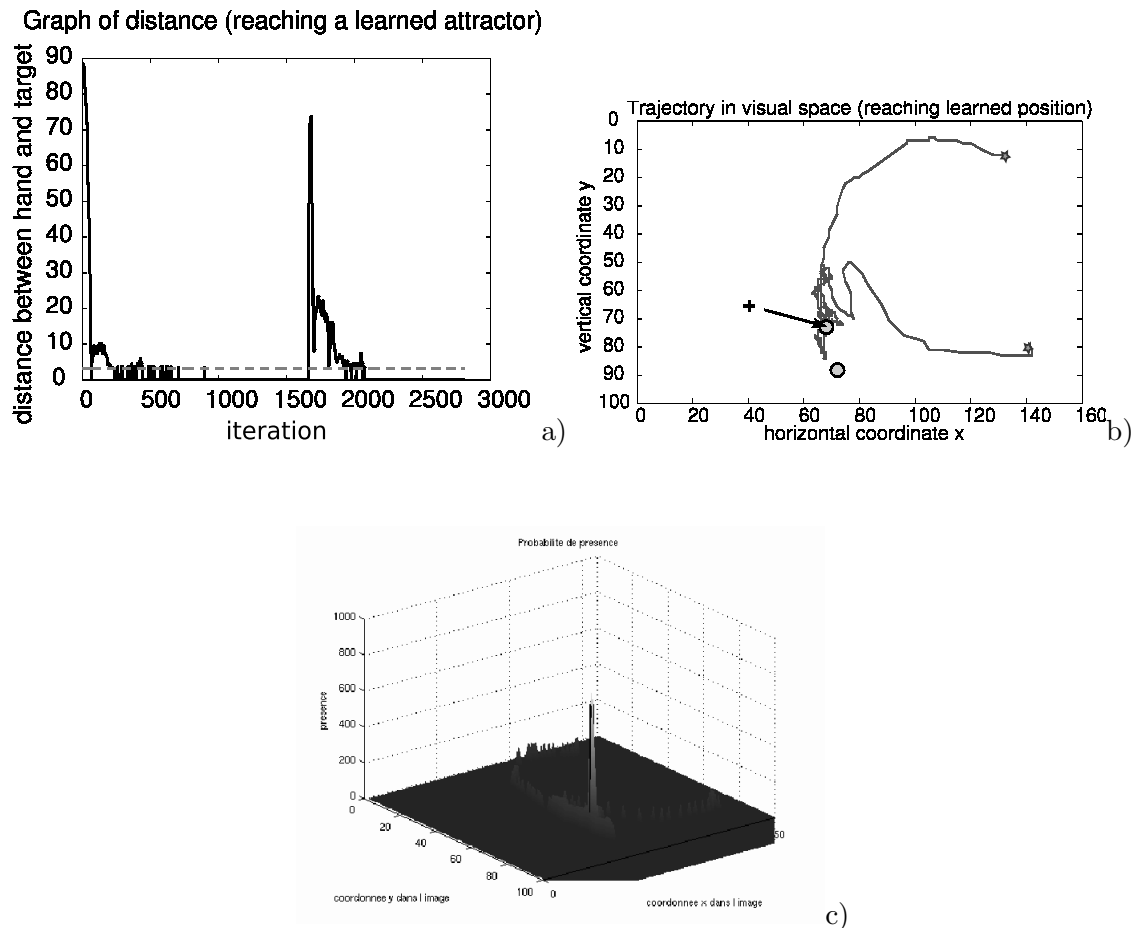 Graph of distance (reaching a learned attractor)
distance between hand and target
90
80
70
60
50
40
30
20
10
0
0 500 1000 1500 2000 2500 3000
iteration
a)
Trajectory in visual space (reaching learned position)
vertical coordinate y
0
10
20
30
40
50
60
70
80
90
100
0 20 40 60 80 100 120 140 160
horizontal coordinate x
b)
Probabilite de presence
presence
1000
800
600
400
200
0
0
20
40
60
80
100
0
50
coordonnee y dans l image
coordonnee x dans l image
c)